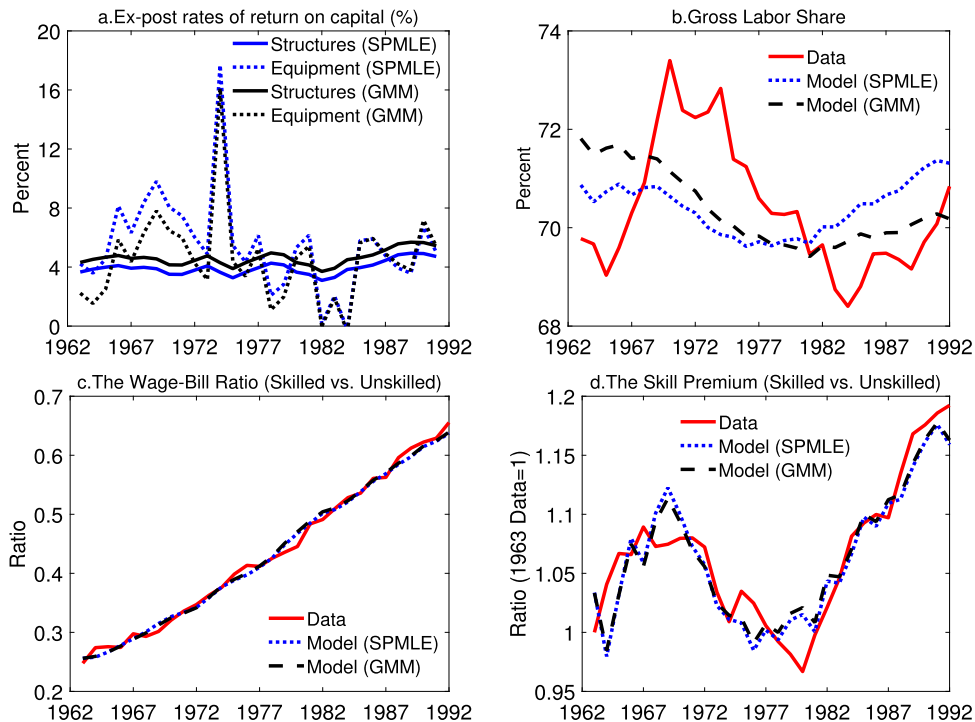 a.Ex-post rates of return on capital (%)
20
16
12
8
4
0
Percent
Structures (SPMLE)
Equipment (SPMLE)
Structures (GMM)
Equipment (GMM)
1962 1967 1972 1977 1982 1987 1992
b.Gross Labor Share
74
72
70
68
Percent
Data
Model (SPMLE)
Model (GMM)
1962 1967 1972 1977 1982 1987 1992
c.The Wage-Bill Ratio (Skilled vs. Unskilled)
0.7
0.6
0.5
0.4
0.3
0.2
Ratio
Data
Model (SPMLE)
Model (GMM)
1962 1967 1972 1977 1982 1987 1992
d.The Skill Premium (Skilled vs. Unskilled)
1.2
1.15
1.1
1.05
1
0.95
Ratio (1963 Data=1)
Data
Model (SPMLE)
Model (GMM)
1962 1967 1972 1977 1982 1987 1992